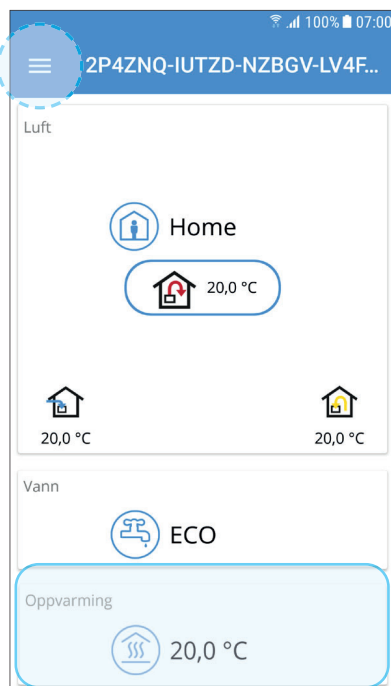 100% 07:00
2P4ZNQ-IUTZD-NZBGV-LV4F...
Luft
Home
20,0 °C
20,0 °C
20,0 °C
Vann
ECO
Oppvarming
20,0 °C